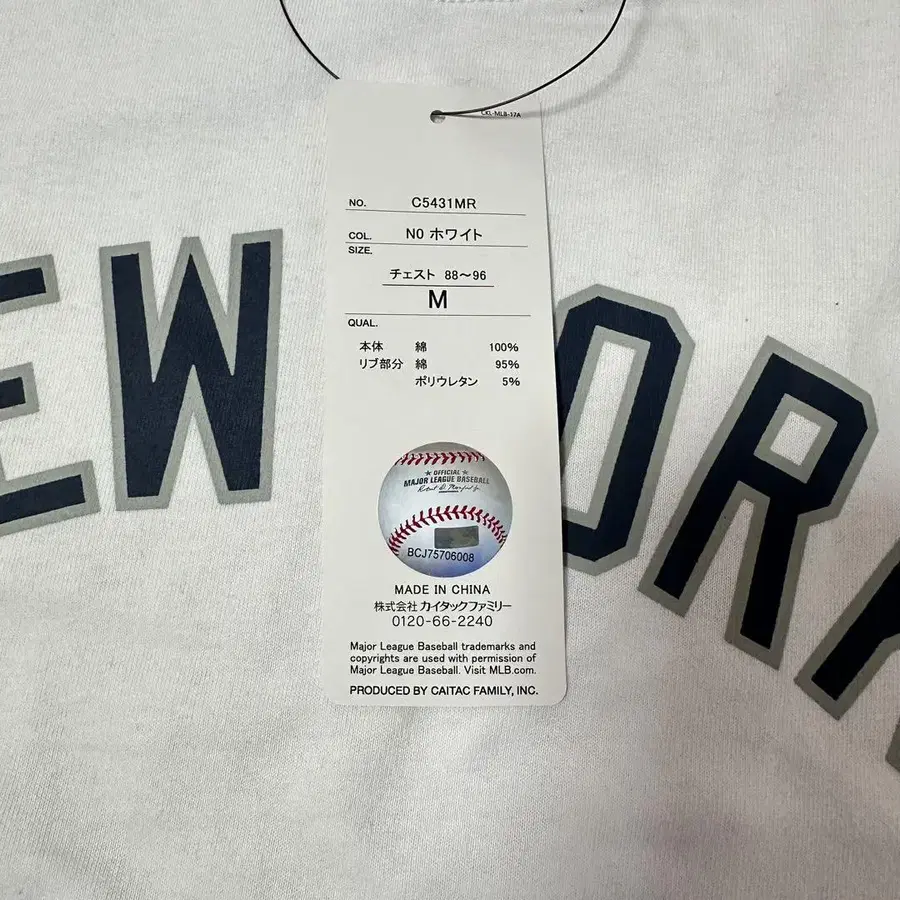 CKL-MLB-17A
NO. C5431MR
COL. N0 ホワイト
SIZE.
チェスト 88～96
M
QUAL.
本体 綿 100%
リブ部分 綿 95%
ポリウレタン 5%
EW ORK
★ OFFICIAL ★
MAJOR LEAGUE BASEBALL
Robert D. Manfred Jr.
BCJ75706008
MADE IN CHINA
株式会社 カイタックファミリー
0120-66-2240
Major League Baseball trademarks and
copyrights are used with permission of
Major League Baseball. Visit MLB.com.
PRODUCED BY CAITAC FAMILY, INC.